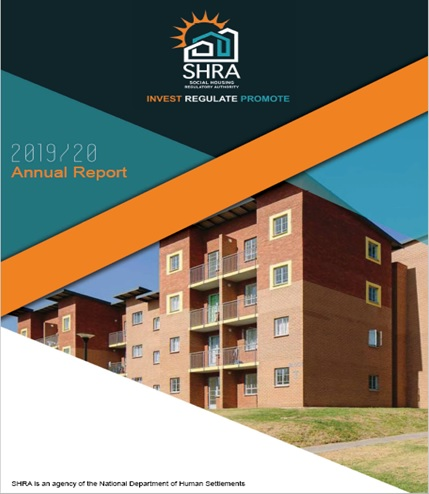 SHRA
SOCIAL HOUSING
REGULATORY AUTHORITY
INVEST REGULATE PROMOTE
2019/20
Annual Report
SHRA is an agency of the National Department of Human Settlements